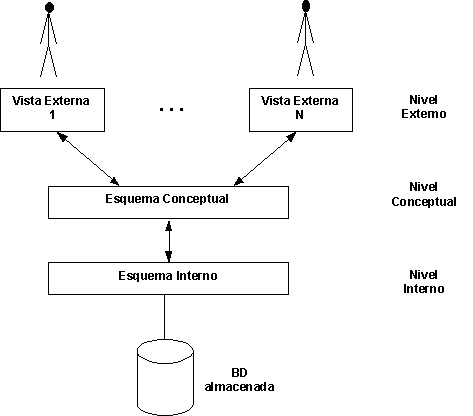 Vista Externa
1
. . .
Vista Externa
N
Nivel
Externo
Esquema Conceptual
Nivel
Conceptual
Esquema Interno
Nivel
Interno
BD
almacenada